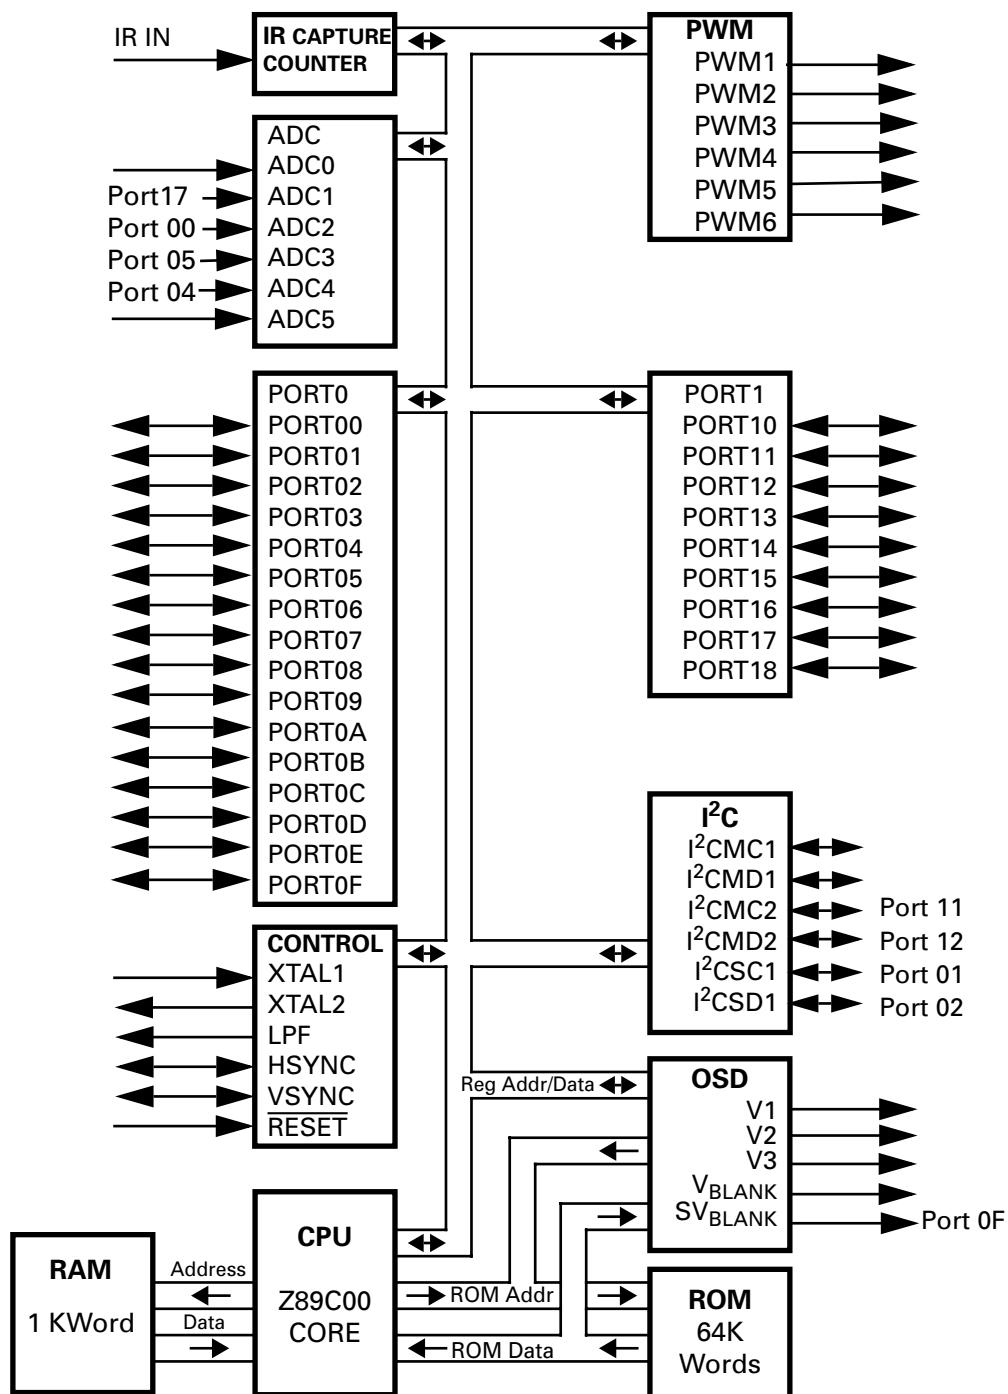 IR IN
IR CAPTURE
COUNTER
ADC
ADC0
ADC1
ADC2
ADC3
ADC4
ADC5
Port17
Port 00
Port 05
Port 04
PORT0
PORT00
PORT01
PORT02
PORT03
PORT04
PORT05
PORT06
PORT07
PORT08
PORT09
PORT0A
PORT0B
PORT0C
PORT0D
PORT0E
PORT0F
CONTROL
XTAL1
XTAL2
LPF
HSYNC
VSYNC
RESET
PWM
PWM1
PWM2
PWM3
PWM4
PWM5
PWM6
PORT1
PORT10
PORT11
PORT12
PORT13
PORT14
PORT15
PORT16
PORT17
PORT18
I²C
I²CMC1
I²CMD1
I²CMC2
I²CMD2
I²CSC1
I²CSD1
Port 11
Port 12
Port 01
Port 02
Reg Addr/Data
OSD
V1
V2
V3
VBLANK
SVBLANK
Port 0F
RAM
1 KWord
Address
Data
CPU
Z89C00
CORE
ROM Addr
ROM Data
ROM
64K
Words